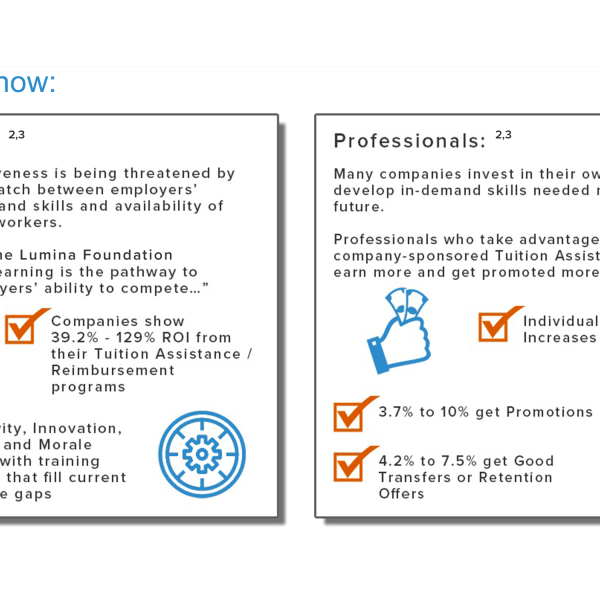 now:
2,3
veness is being threatened by
atch between employers'
and skills and availability of
workers.
he Lumina Foundation
earning is the pathway to
yers' ability to compete…"
Companies show
39.2% - 129% ROI from
their Tuition Assistance /
Reimbursement
programs
ity, Innovation,
and Morale
with training
that fill current
e gaps
Professionals: 2,3
Many companies invest in their ow
develop in-demand skills needed n
future.
Professionals who take advantage
company-sponsored Tuition Assist
earn more and get promoted more
Individual
Increases
3.7% to 10% get Promotions
4.2% to 7.5% get Good
Transfers or Retention
Offers